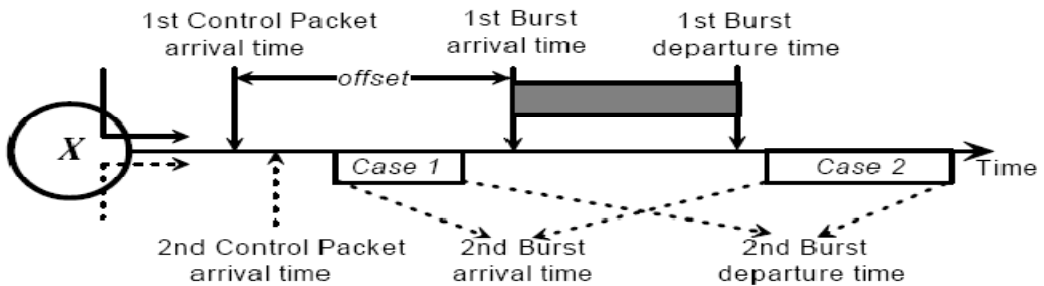 1st Control Packet
arrival time
1st Burst
arrival time
1st Burst
departure time
offset
X
Case 1
Case 2
Time
2nd Control Packet
arrival time
2nd Burst
arrival time
2nd Burst
departure time